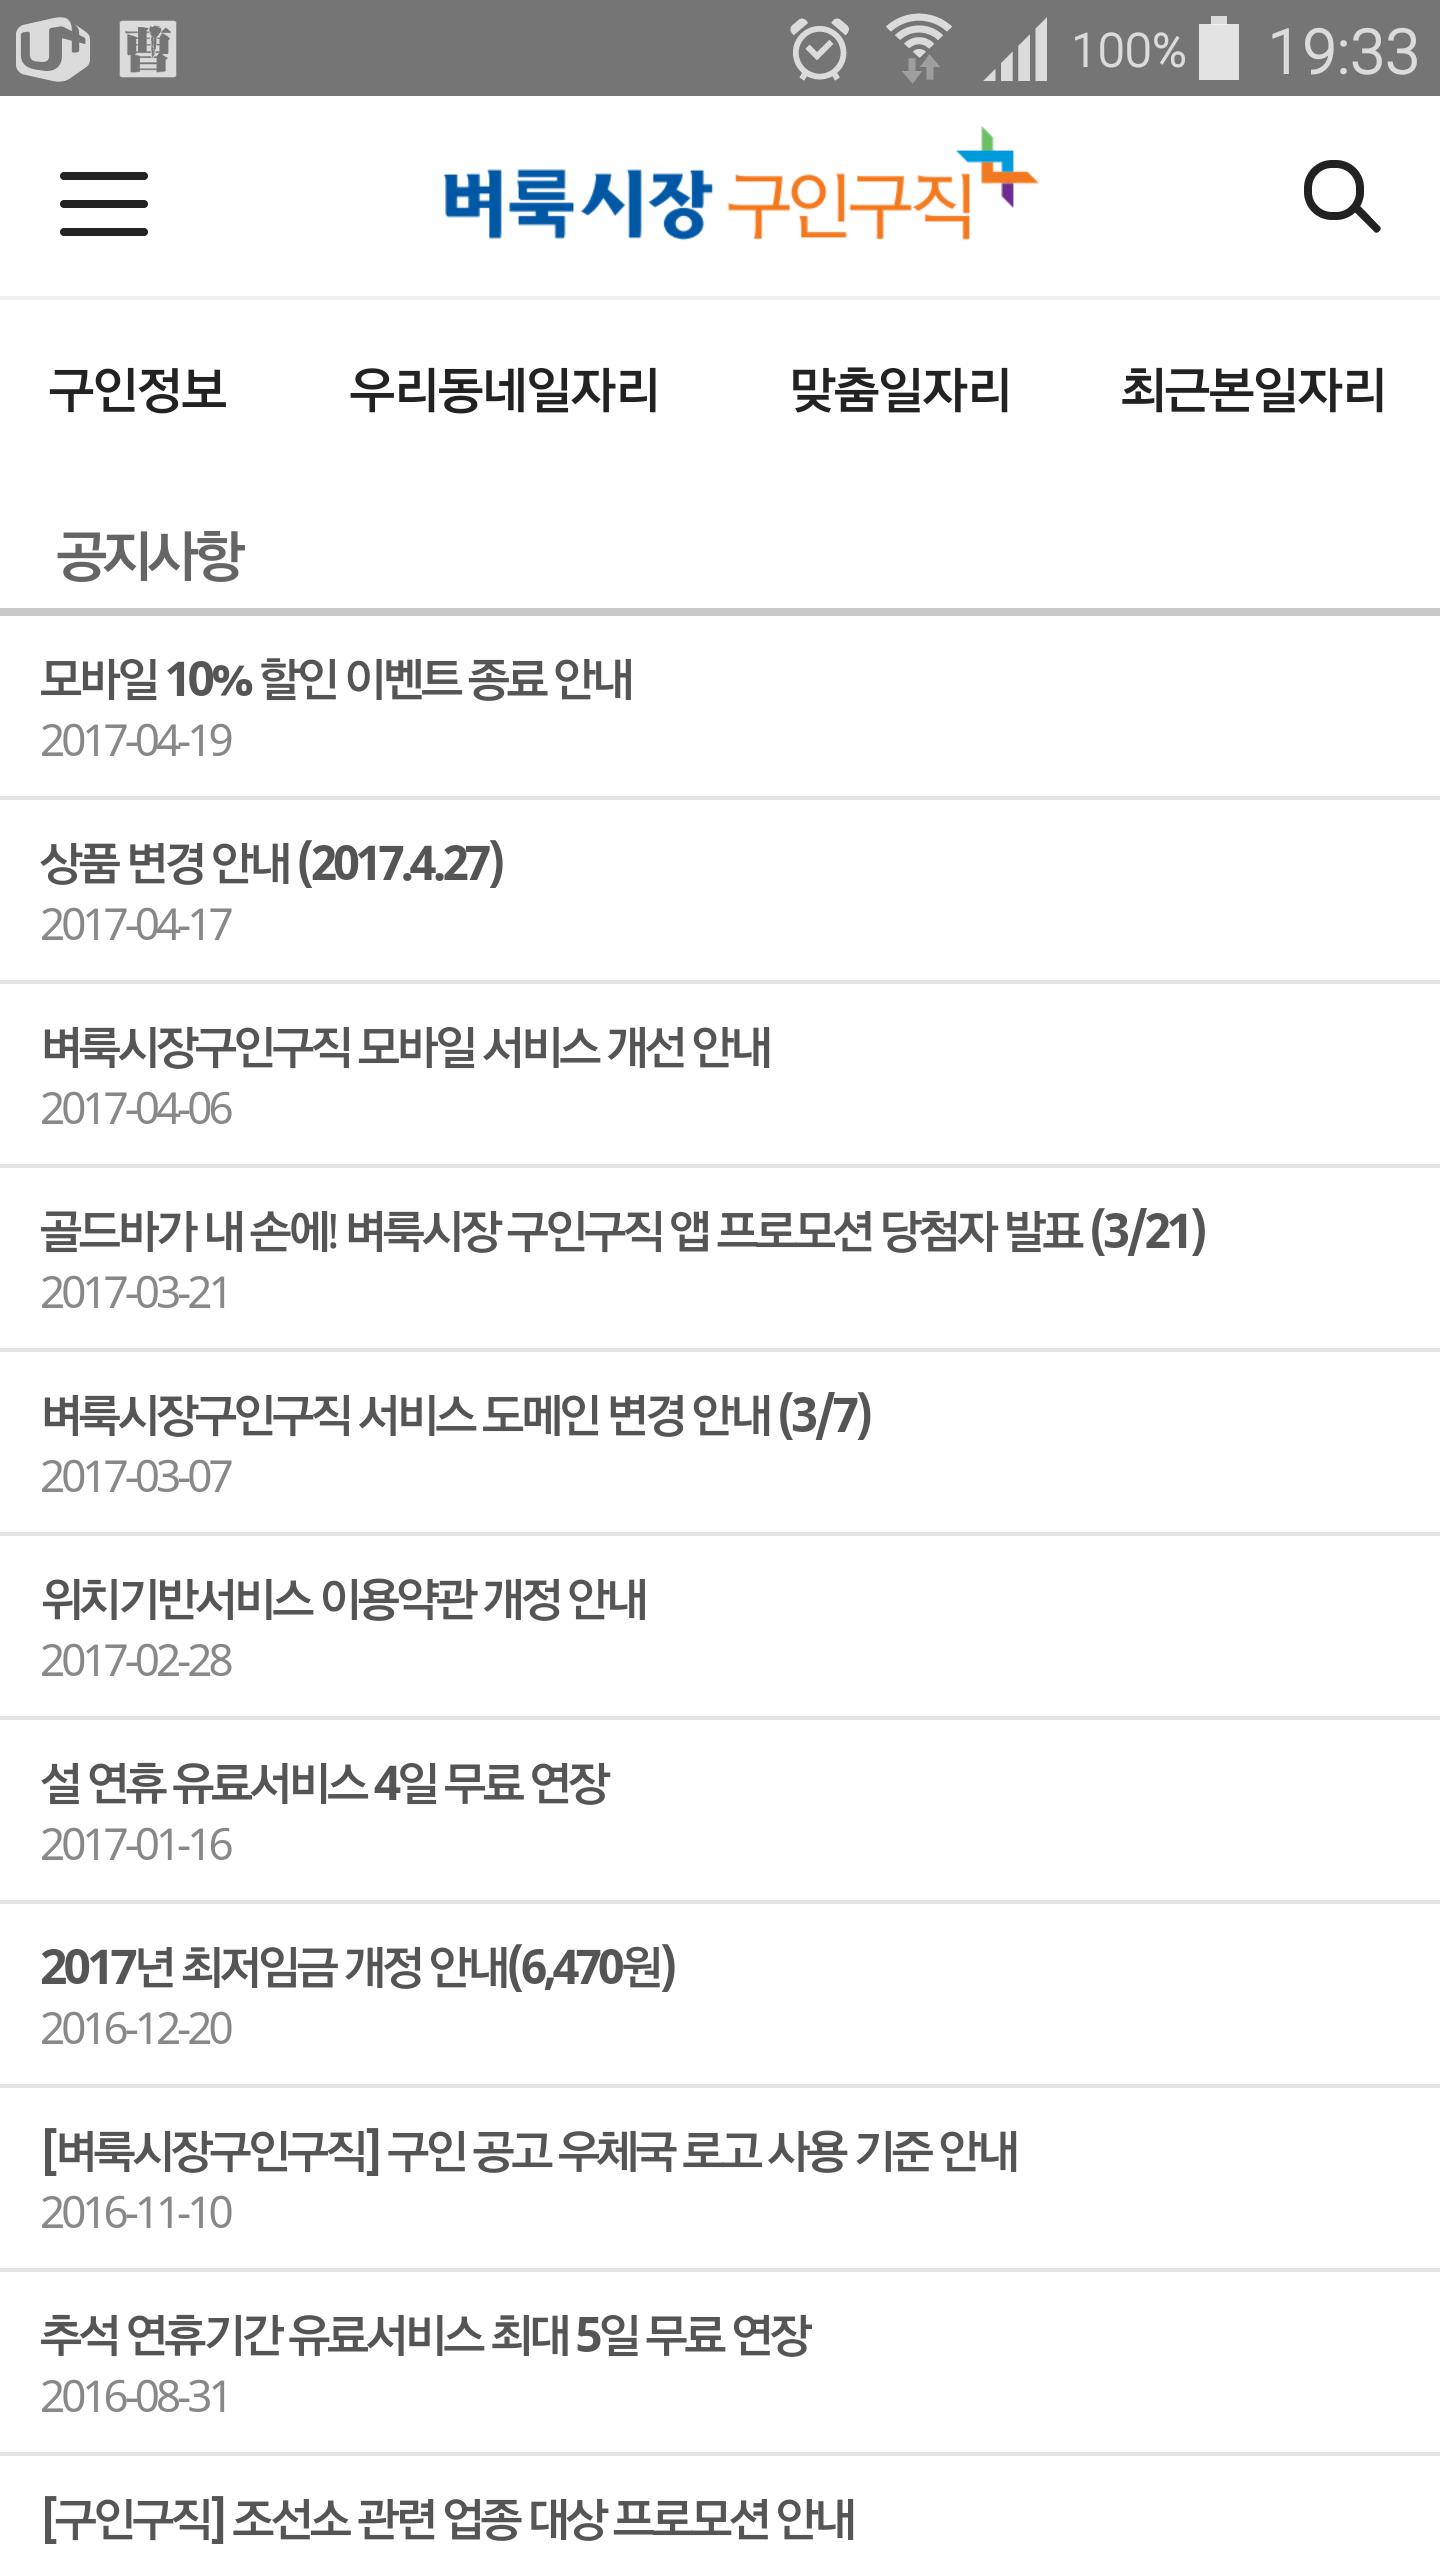 100% 19:33
벼룩시장 구인구직
구인정보 우리동네일자리 맞춤일자리 최근본일자리
공지사항
모바일 10% 할인 이벤트 종료 안내
2017-04-19
상품 변경 안내 (2017.4.27)
2017-04-17
벼룩시장구인구직 모바일 서비스 개선 안내
2017-04-06
골드바가 내 손에! 벼룩시장 구인구직 앱 프로모션 당첨자 발표 (3/21)
2017-03-21
벼룩시장구인구직 서비스 도메인 변경 안내 (3/7)
2017-03-07
위치기반서비스 이용약관 개정 안내
2017-02-28
설 연휴 유료서비스 4일 무료 연장
2017-01-16
2017년 최저임금 개정 안내(6,470원)
2016-12-20
[벼룩시장구인구직] 구인 공고 우체국 로고 사용 기준 안내
2016-11-10
추석 연휴기간 유료서비스 최대 5일 무료 연장
2016-08-31
[구인구직] 조선소 관련 업종 대상 프로모션 안내